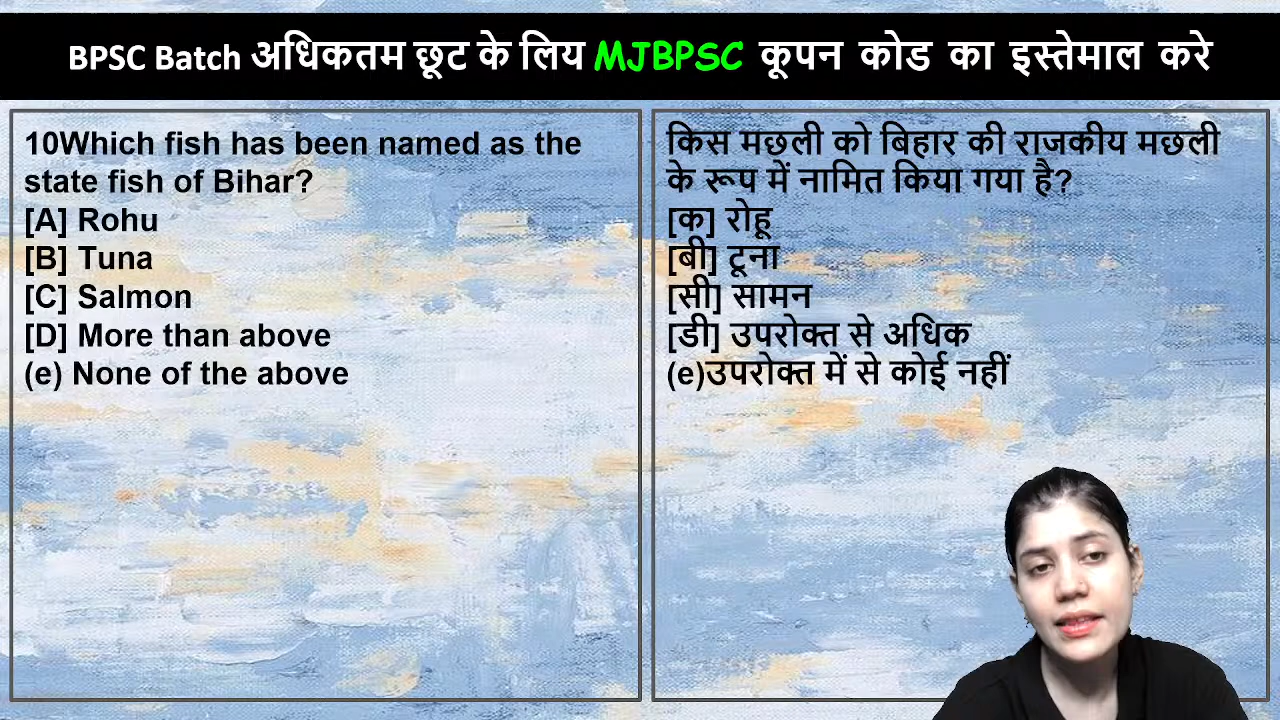 BPSC Batch अधिकतम छूट के लिय MJBPSC कूपन कोड का इस्तेमाल करे
10Which fish has been named as the
state fish of Bihar?
[A] Rohu
[B] Tuna
[C] Salmon
[D] More than above
(e) None of the above
किस मछली को बिहार की राजकीय मछली
के रूप में नामित किया गया है?
[क] रोहू
[बी] टूना
[सी] सामन
[डी] उपरोक्त से अधिक
(e)उपरोक्त में से कोई नहीं